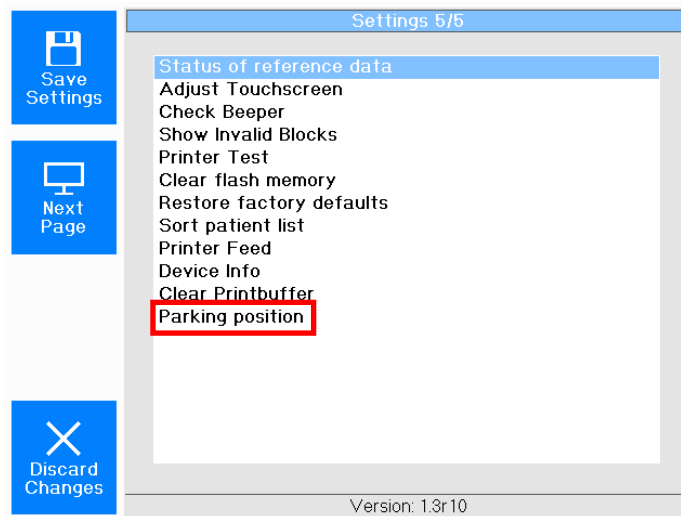 Settings 5/5
Save
Settings
Next
Page
Discard
Changes
Status of reference data
Adjust Touchscreen
Check Beeper
Show Invalid Blocks
Printer Test
Clear flash memory
Restore factory defaults
Sort patient list
Printer Feed
Device Info
Clear Printbuffer
Parking position
Version: 1.3r10